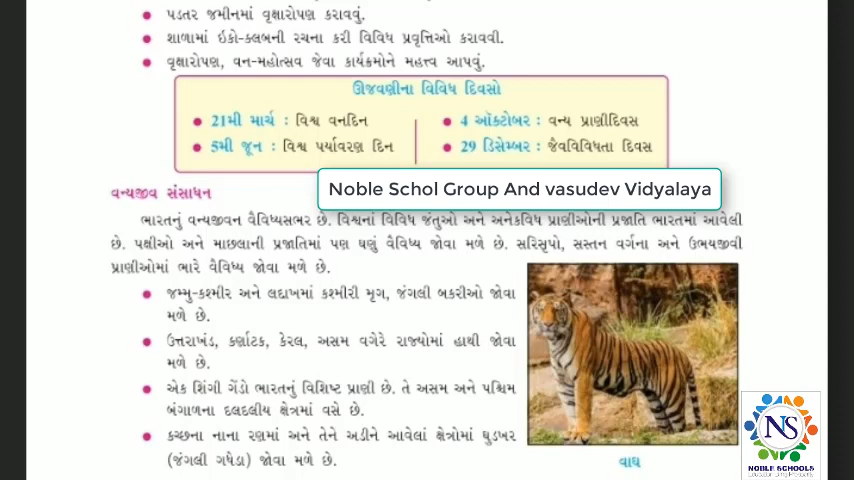 • પડતર જમીનમાં વૃક્ષારોપણ કરાવવું.
• શાળામાં ઇકો-ક્લબની રચના કરી વિવિધ પ્રવૃત્તિઓ કરાવવી.
• વૃક્ષારોપણ, વન-મહોત્સવ જેવા કાર્યક્રમોને મહત્ત્વ આપવું.
ઊજવણીના વિવિધ દિવસો
• 21મી માર્ચ : વિશ્વ વનદિન
• 5મી જૂન : વિશ્વ પર્યાવરણ દિન
• 4 ઑક્ટોબર : વન્ય પ્રાણીદિવસ
• 29 ડિસેમ્બર : જૈવવિવિધતા દિવસ
Noble Schol Group And vasudev Vidyalaya
વન્યજીવ સંસાધન
ભારતનું વન્યજીવન વૈવિધ્યસભર છે. વિશ્વનાં વિવિધ જંતુઓ અને અનેકવિધ પ્રાણીઓની પ્રજાતિ ભારતમાં આવેલી
છે. પક્ષીઓ અને માછલાની પ્રજાતિમાં પણ ઘણું વૈવિધ્ય જોવા મળે છે. સરિસૃપો, સસ્તન વર્ગના અને ઉભયજીવી
પ્રાણીઓમાં ભારે વૈવિધ્ય જોવા મળે છે.
• જમ્મુ-કશ્મીર અને લદાખમાં કશ્મીરી મૃગ, જંગલી બકરીઓ જોવા
મળે છે.
• ઉત્તરાખંડ, કર્ણાટક, કેરલ, અસમ વગેરે રાજ્યોમાં હાથી જોવા
મળે છે.
• એક શિંગી ગેંડો ભારતનું વિશિષ્ટ પ્રાણી છે. તે અસમ અને પશ્ચિમ
બંગાળના દલદલીય ક્ષેત્રમાં વસે છે.
• કચ્છના નાના રણમાં અને તેને અડીને આવેલાં ક્ષેત્રોમાં ઘુડખર
(જંગલી ગધેડા) જોવા મળે છે.
વાઘ
NS
NOBLE SCHOOLS